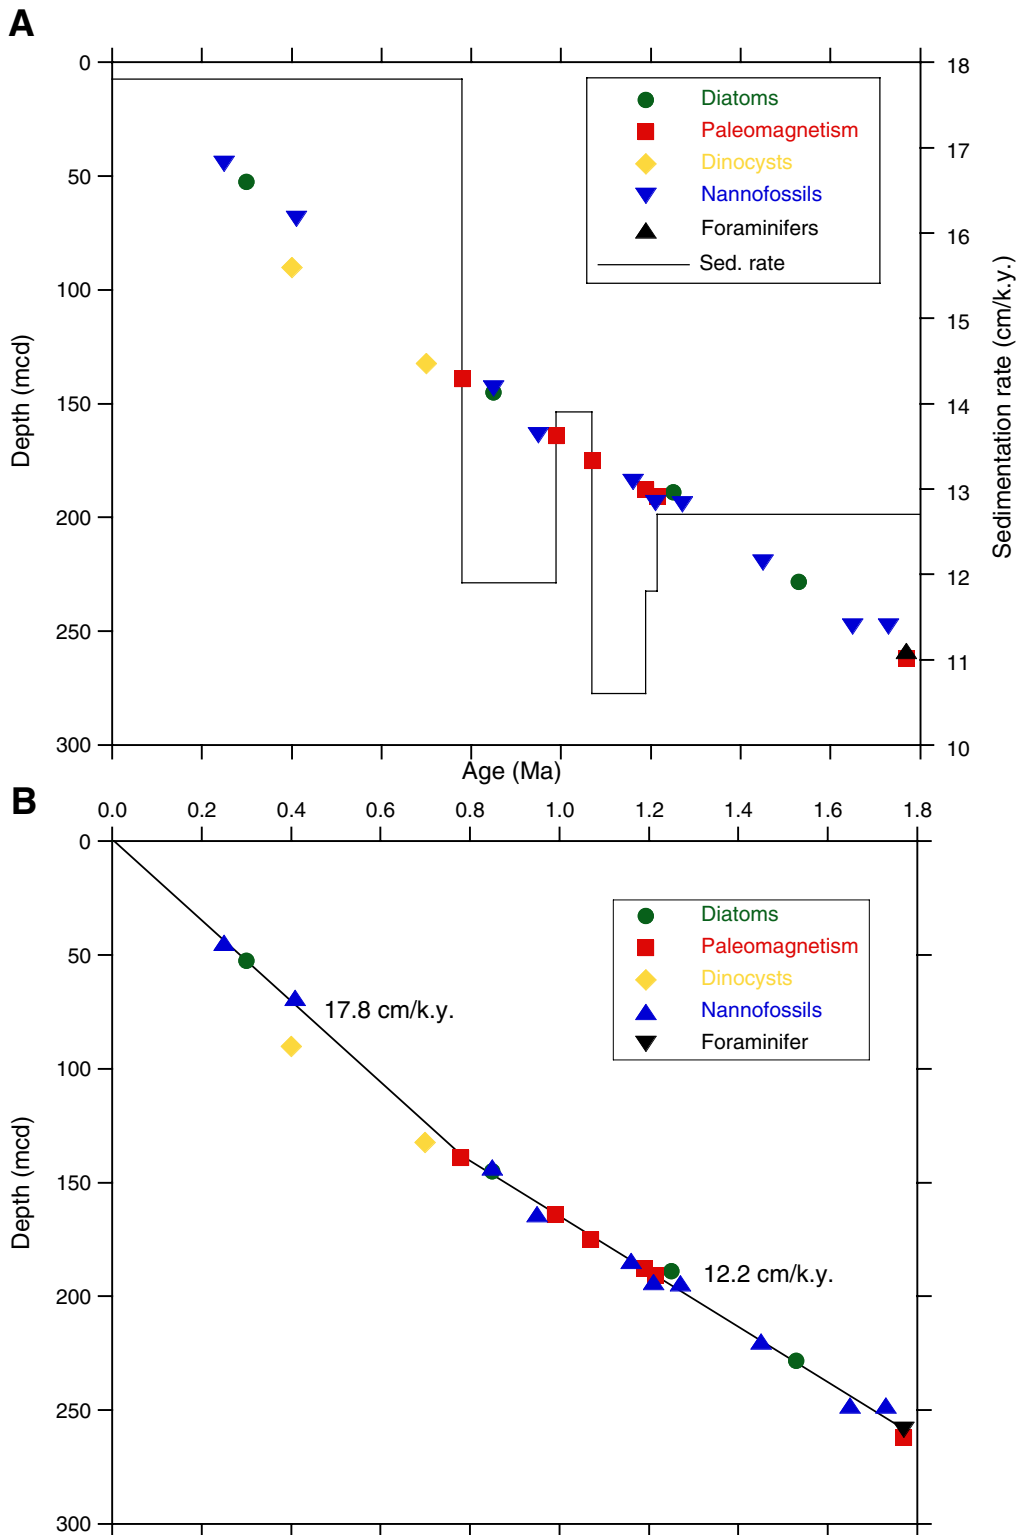 A
0
50
100
150
200
250
300
Depth (mcd)
18
17
16
15
14
13
12
11
10
Sedimentation rate (cm/k.y.)
Diatoms
Paleomagnetism
Dinocysts
Nannofossils
Foraminifers
Sed. rate
Age (Ma)
B
0.0 0.2 0.4 0.6 0.8 1.0 1.2 1.4 1.6 1.8
0
50
100
150
200
250
300
Depth (mcd)
Diatoms
Paleomagnetism
Dinocysts
Nannofossils
Foraminifer
17.8 cm/k.y.
12.2 cm/k.y.